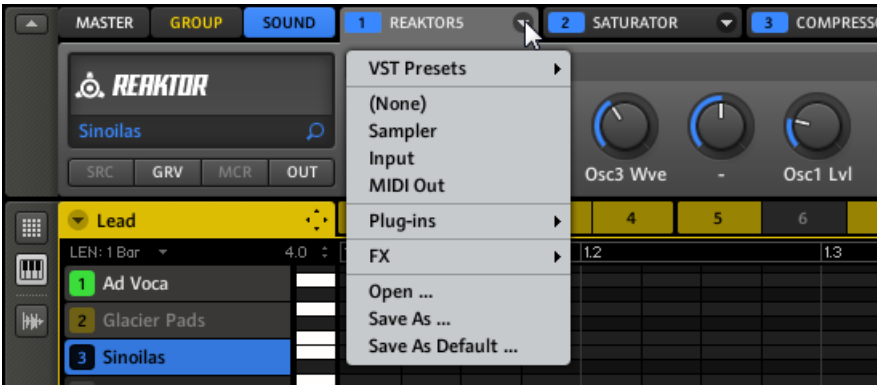 MASTER GROUP SOUND 1 REAKTOR5 2 SATURATOR 3 COMPRESS
REAKTOR
Sinoilas
SRC GRV MCR OUT
VST Presets
(None)
Sampler
Input
MIDI Out
Plug-ins
FX
Open ...
Save As ...
Save As Default ...
Osc3 Wve - Osc1 Lvl
Lead 4 5 6
LEN: 1 Bar 4.0 1.2 1.3
1 Ad Voca
2 Glacier Pads
3 Sinoilas